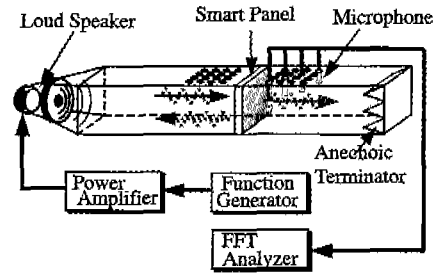 Smart Panel
Microphone
Loud Speaker
Anechoic
Terminator
Power
Amplifier
Function
Generator
FFT
Analyzer